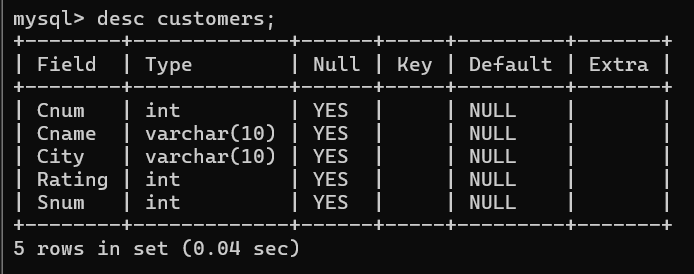 mysql> desc customers;
+--------+-------------+------+-----+---------+-------+
| Field  | Type        | Null | Key | Default | Extra |
+--------+-------------+------+-----+---------+-------+
| Cnum   | int         | YES  |     | NULL    |       |
| Cname  | varchar(10) | YES  |     | NULL    |       |
| City   | varchar(10) | YES  |     | NULL    |       |
| Rating | int         | YES  |     | NULL    |       |
| Snum   | int         | YES  |     | NULL    |       |
+--------+-------------+------+-----+---------+-------+
5 rows in set (0.04 sec)